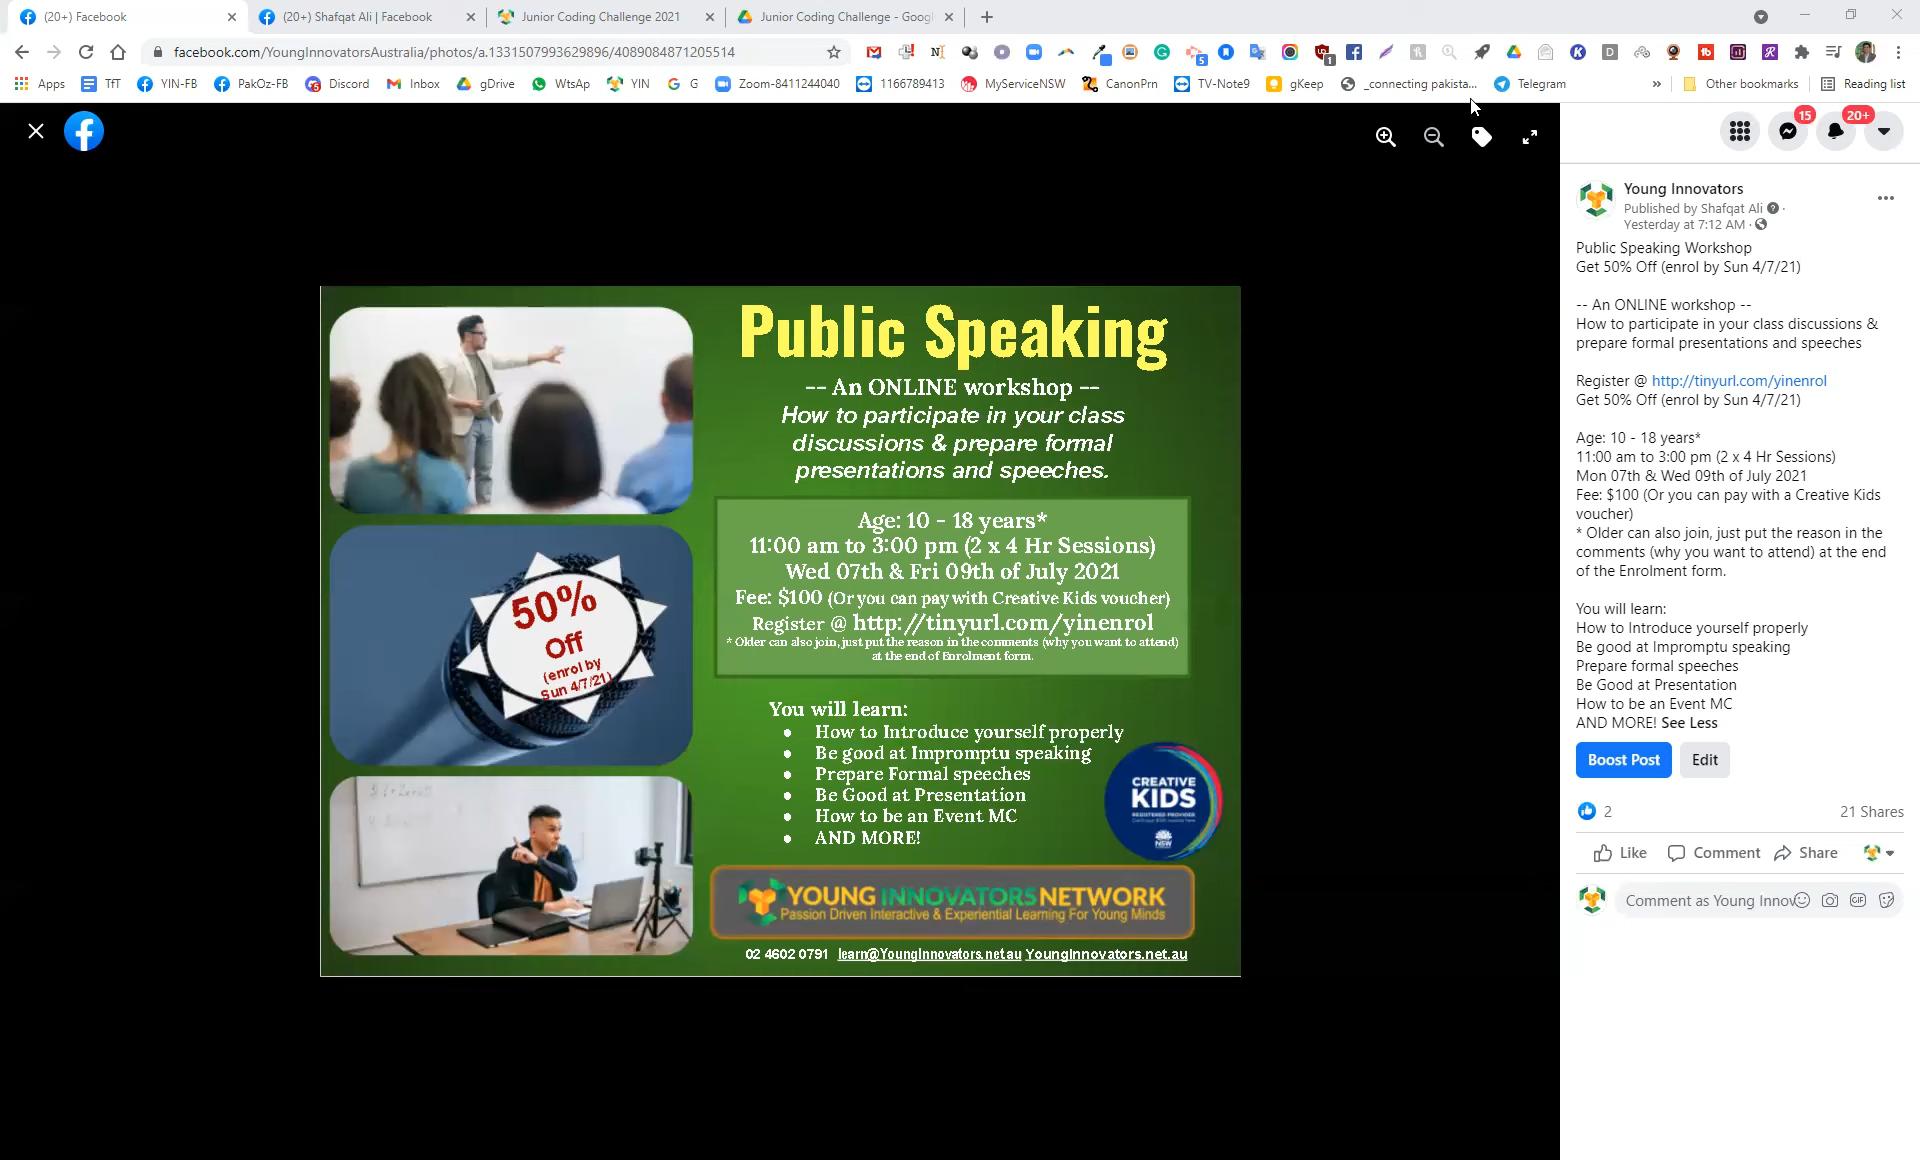 (20+) Facebook
(20+) Shafqat Ali | Facebook
Junior Coding Challenge 2021
Junior Coding Challenge - Googl
facebook.com/YoungInnovatorsAustralia/photos/a.1331507993629896/4089084871205514
Apps
TfT
YIN-FB
PakOz-FB
Discord
Inbox
gDrive
WtsAp
YIN
G
Zoom-8411244040
1166789413
MyServiceNSW
CanonPrn
TV-Note9
gKeep
_connecting pakista...
Telegram
»
Other bookmarks
Reading list
15
20+
Public Speaking
-- An ONLINE workshop --
How to participate in your class
discussions & prepare formal
presentations and speeches.
Age: 10 - 18 years*
11:00 am to 3:00 pm (2 x 4 Hr Sessions)
Wed 07th & Fri 09th of July 2021
Fee: $100 (Or you can pay with Creative Kids voucher)
Register @ http://tinyurl.com/yinenrol
* Older can also join, just put the reason in the comments (why you want to attend)
at the end of Enrolment form.
50%
Off
(enrol by
Sun 4/7/21)
You will learn:
• How to Introduce yourself properly
• Be good at Impromptu speaking
• Prepare Formal speeches
• Be Good at Presentation
• How to be an Event MC
• AND MORE!
CREATIVE
KIDS
REGISTERED PROVIDER
NSW
YOUNG INNOVATORS NETWORK
Passion Driven Interactive & Experiential Learning For Young Minds
02 4602 0791 learn@YoungInnovators.net.au YoungInnovators.net.au
Young Innovators
Published by Shafqat Ali ·
Yesterday at 7:12 AM ·
Public Speaking Workshop
Get 50% Off (enrol by Sun 4/7/21)
-- An ONLINE workshop --
How to participate in your class discussions &
prepare formal presentations and speeches
Register @ http://tinyurl.com/yinenrol
Get 50% Off (enrol by Sun 4/7/21)
Age: 10 - 18 years*
11:00 am to 3:00 pm (2 x 4 Hr Sessions)
Mon 07th & Wed 09th of July 2021
Fee: $100 (Or you can pay with a Creative Kids
voucher)
* Older can also join, just put the reason in the
comments (why you want to attend) at the end
of the Enrolment form.
You will learn:
How to Introduce yourself properly
Be good at Impromptu speaking
Prepare formal speeches
Be Good at Presentation
How to be an Event MC
AND MORE! See Less
Boost Post
Edit
2
21 Shares
Like
Comment
Share
Comment as Young Innov
GIF